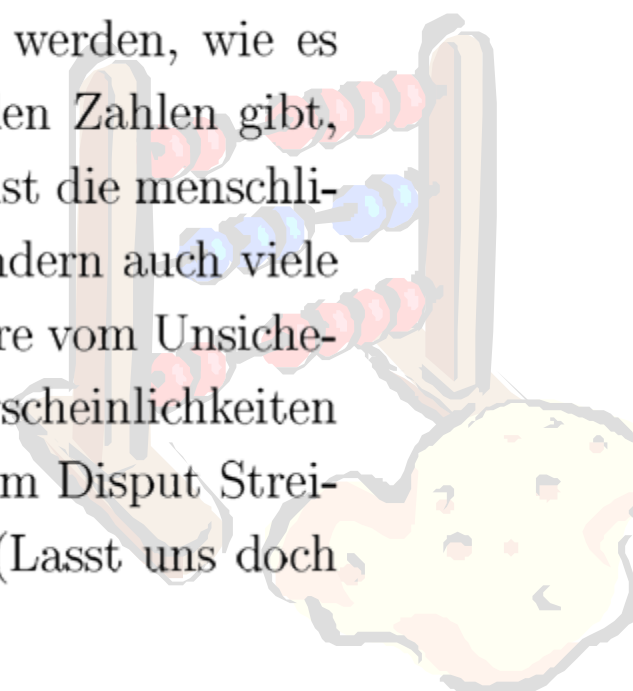 werden, wie es
en Zahlen gibt,
st die menschli-
ndern auch viele
re vom Unsiche-
scheinlichkeiten
m Disput Strei-
(Lasst uns doch